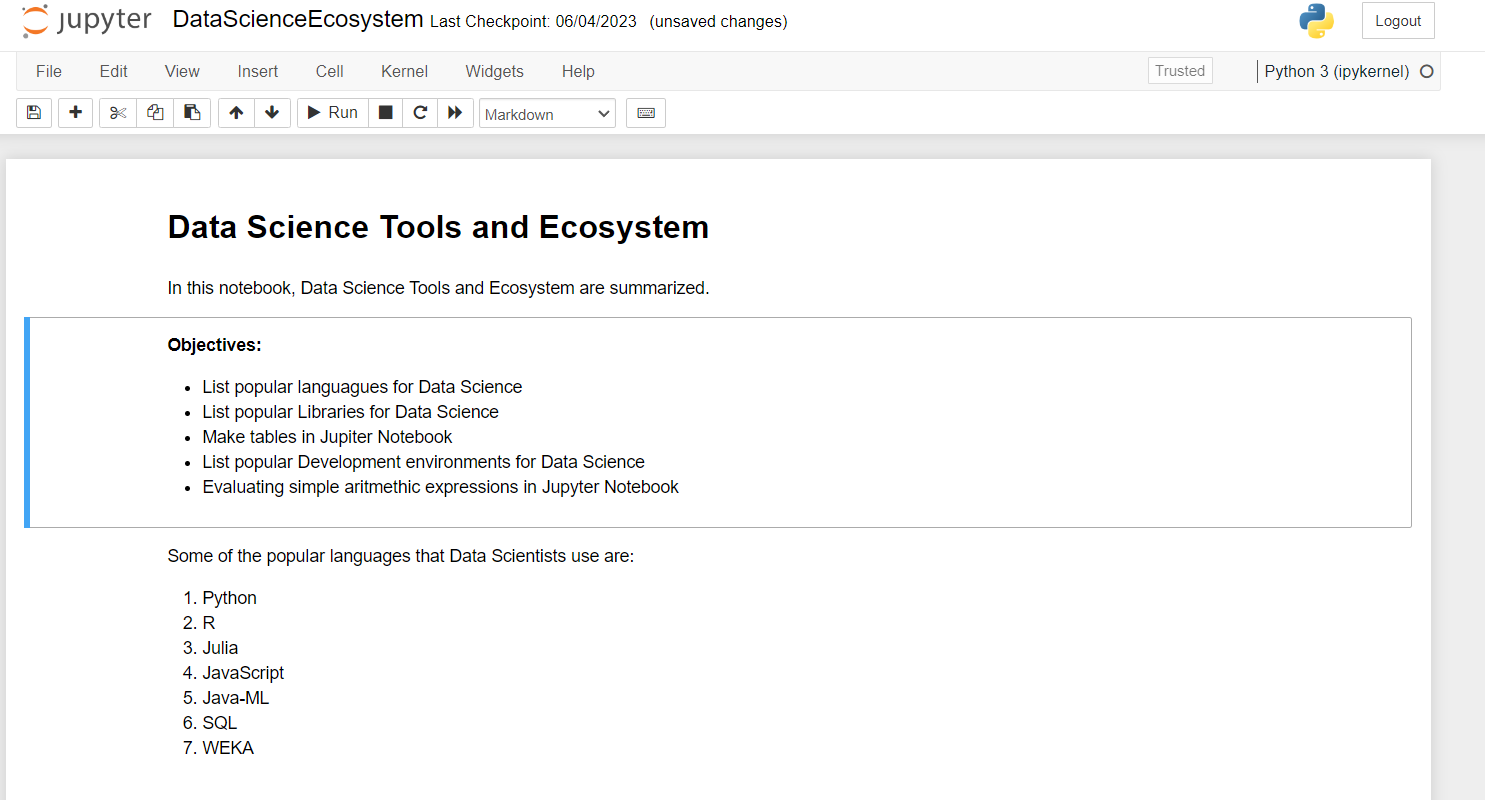 jupyter DataScienceEcosystem Last Checkpoint: 06/04/2023 (unsaved changes) Logout
File Edit View Insert Cell Kernel Widgets Help Trusted Python 3 (ipykernel)
Run Markdown
Data Science Tools and Ecosystem
In this notebook, Data Science Tools and Ecosystem are summarized.
Objectives:
• List popular languagues for Data Science
• List popular Libraries for Data Science
• Make tables in Jupiter Notebook
• List popular Development environments for Data Science
• Evaluating simple aritmethic expressions in Jupyter Notebook
Some of the popular languages that Data Scientists use are:
1. Python
2. R
3. Julia
4. JavaScript
5. Java-ML
6. SQL
7. WEKA